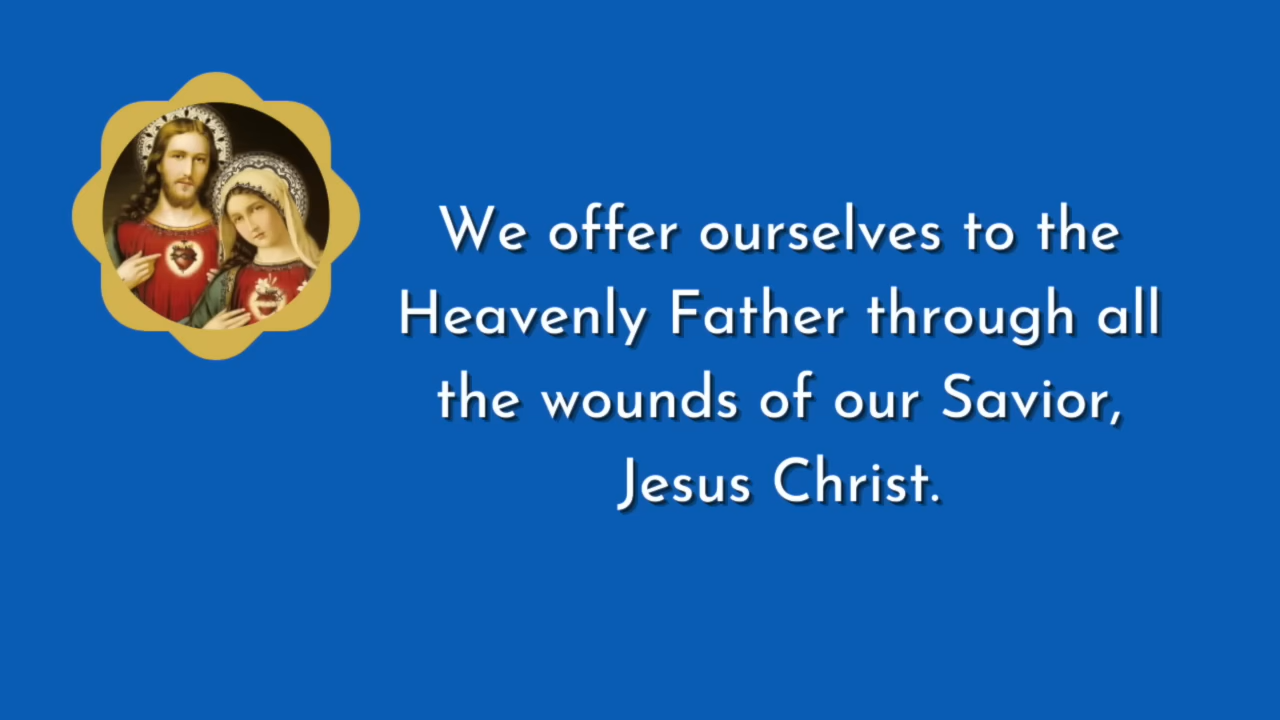 We offer ourselves to the
Heavenly Father through all
the wounds of our Savior,
Jesus Christ.